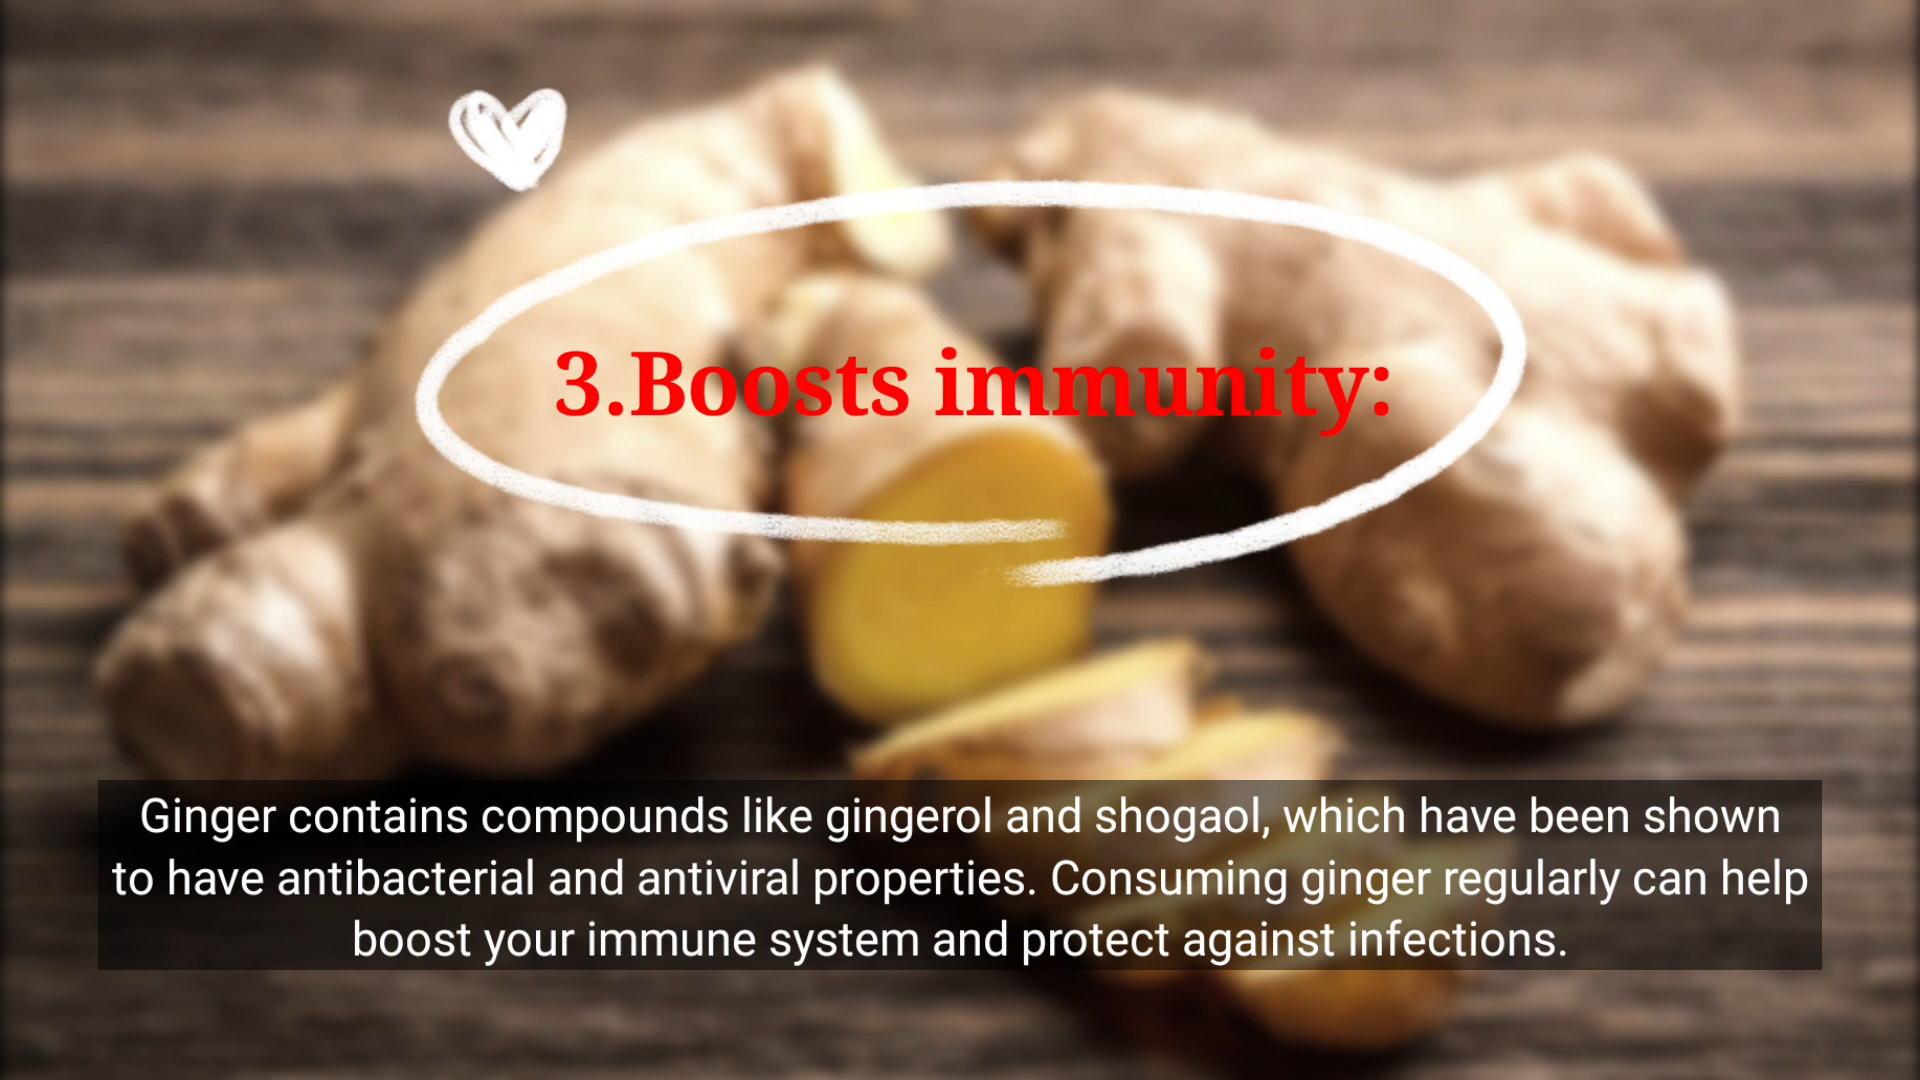 3.Boosts immunity:
Ginger contains compounds like gingerol and shogaol, which have been shown
to have antibacterial and antiviral properties. Consuming ginger regularly can help
boost your immune system and protect against infections.